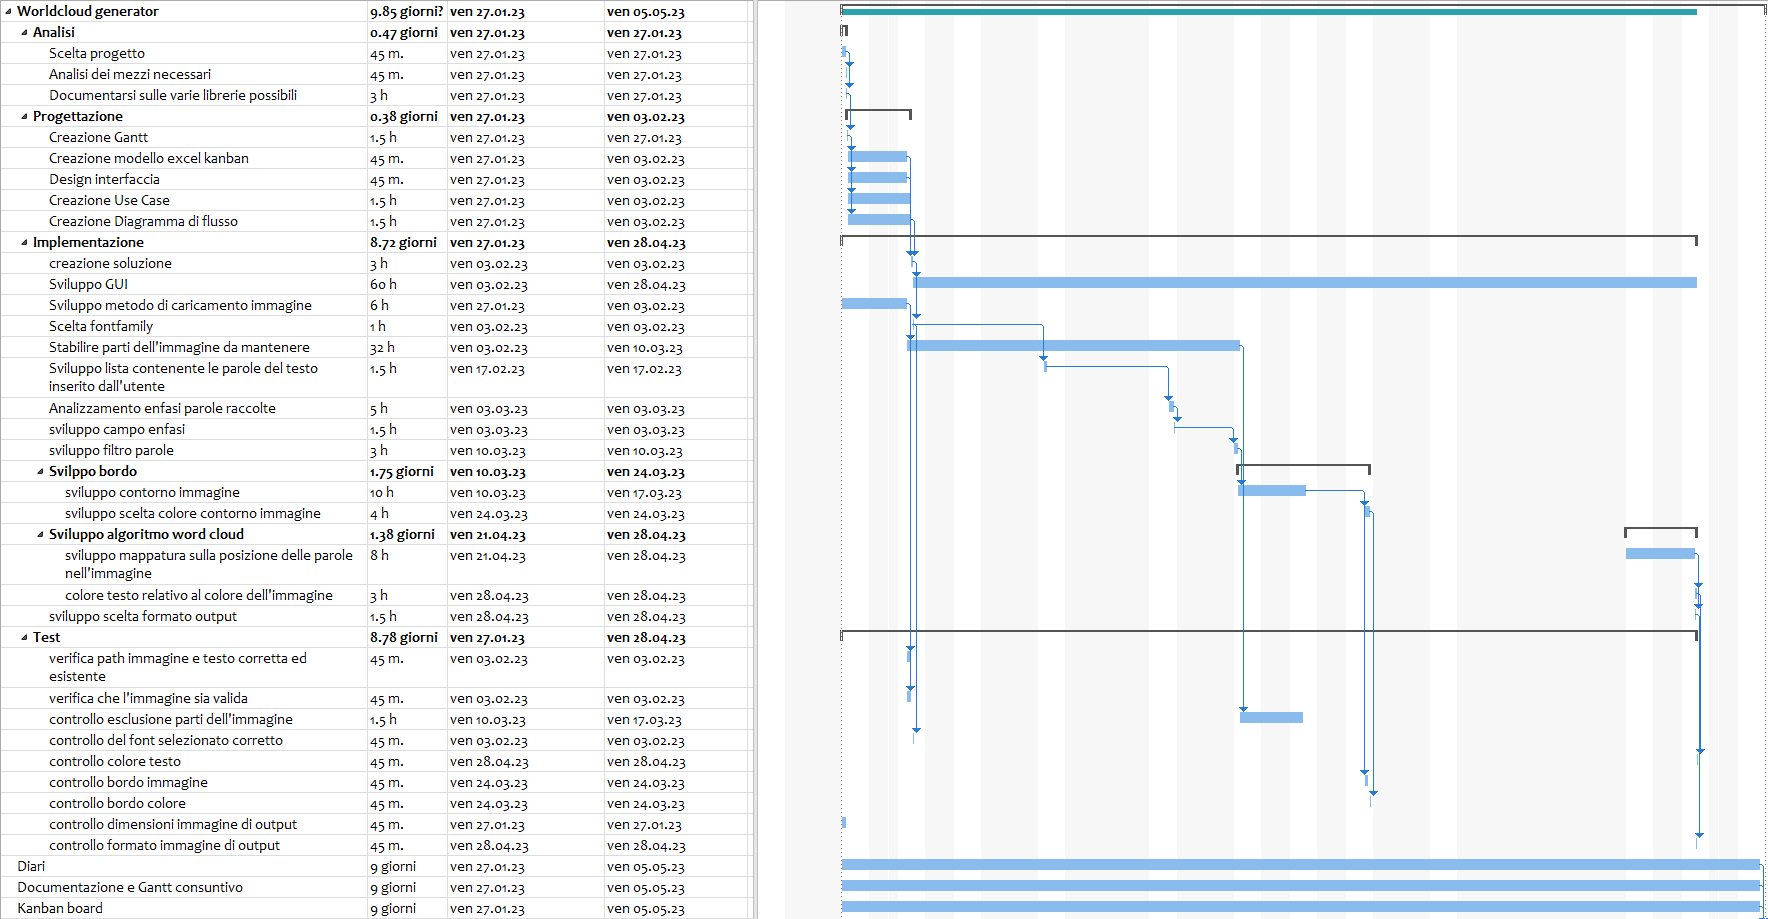 Worldcloud generator 9.85 giorni? ven 27.01.23 ven 05.05.23
Analisi 0.47 giorni ven 27.01.23 ven 27.01.23
Scelta progetto 45 m. ven 27.01.23 ven 27.01.23
Analisi dei mezzi necessari 45 m. ven 27.01.23 ven 27.01.23
Documentarsi sulle varie librerie possibili 3 h ven 27.01.23 ven 27.01.23
Progettazione 0.38 giorni ven 27.01.23 ven 03.02.23
Creazione Gantt 1.5 h ven 27.01.23 ven 27.01.23
Creazione modello excel kanban 45 m. ven 27.01.23 ven 03.02.23
Design interfaccia 45 m. ven 27.01.23 ven 03.02.23
Creazione Use Case 1.5 h ven 27.01.23 ven 03.02.23
Creazione Diagramma di flusso 1.5 h ven 27.01.23 ven 03.02.23
Implementazione 8.72 giorni ven 27.01.23 ven 28.04.23
creazione soluzione 3 h ven 03.02.23 ven 03.02.23
Sviluppo GUI 60 h ven 03.02.23 ven 28.04.23
Sviluppo metodo di caricamento immagine 6 h ven 27.01.23 ven 03.02.23
Scelta fontfamily 1 h ven 03.02.23 ven 03.02.23
Stabilire parti dell'immagine da mantenere 32 h ven 03.02.23 ven 10.03.23
Sviluppo lista contenente le parole del testo 1.5 h ven 17.02.23 ven 17.02.23
inserito dall'utente
Analizzamento enfasi parole raccolte 5 h ven 03.03.23 ven 03.03.23
sviluppo campo enfasi 1.5 h ven 03.03.23 ven 03.03.23
sviluppo filtro parole 3 h ven 10.03.23 ven 10.03.23
Svilppo bordo 1.75 giorni ven 10.03.23 ven 24.03.23
sviluppo contorno immagine 10 h ven 10.03.23 ven 17.03.23
sviluppo scelta colore contorno immagine 4 h ven 24.03.23 ven 24.03.23
Sviluppo algoritmo word cloud 1.38 giorni ven 21.04.23 ven 28.04.23
sviluppo mappatura sulla posizione delle parole 8 h ven 21.04.23 ven 28.04.23
nell'immagine
colore testo relativo al colore dell'immagine 3 h ven 28.04.23 ven 28.04.23
sviluppo scelta formato output 1.5 h ven 28.04.23 ven 28.04.23
Test 8.78 giorni ven 27.01.23 ven 28.04.23
verifica path immagine e testo corretta ed 45 m. ven 03.02.23 ven 03.02.23
esistente
verifica che l'immagine sia valida 45 m. ven 03.02.23 ven 03.02.23
controllo esclusione parti dell'immagine 1.5 h ven 10.03.23 ven 17.03.23
controllo del font selezionato corretto 45 m. ven 03.02.23 ven 03.02.23
controllo colore testo 45 m. ven 28.04.23 ven 28.04.23
controllo bordo immagine 45 m. ven 24.03.23 ven 24.03.23
controllo bordo colore 45 m. ven 24.03.23 ven 24.03.23
controllo dimensioni immagine di output 45 m. ven 27.01.23 ven 27.01.23
controllo formato immagine di output 45 m. ven 28.04.23 ven 28.04.23
Diari 9 giorni ven 27.01.23 ven 05.05.23
Documentazione e Gantt consuntivo 9 giorni ven 27.01.23 ven 05.05.23
Kanban board 9 giorni ven 27.01.23 ven 05.05.23